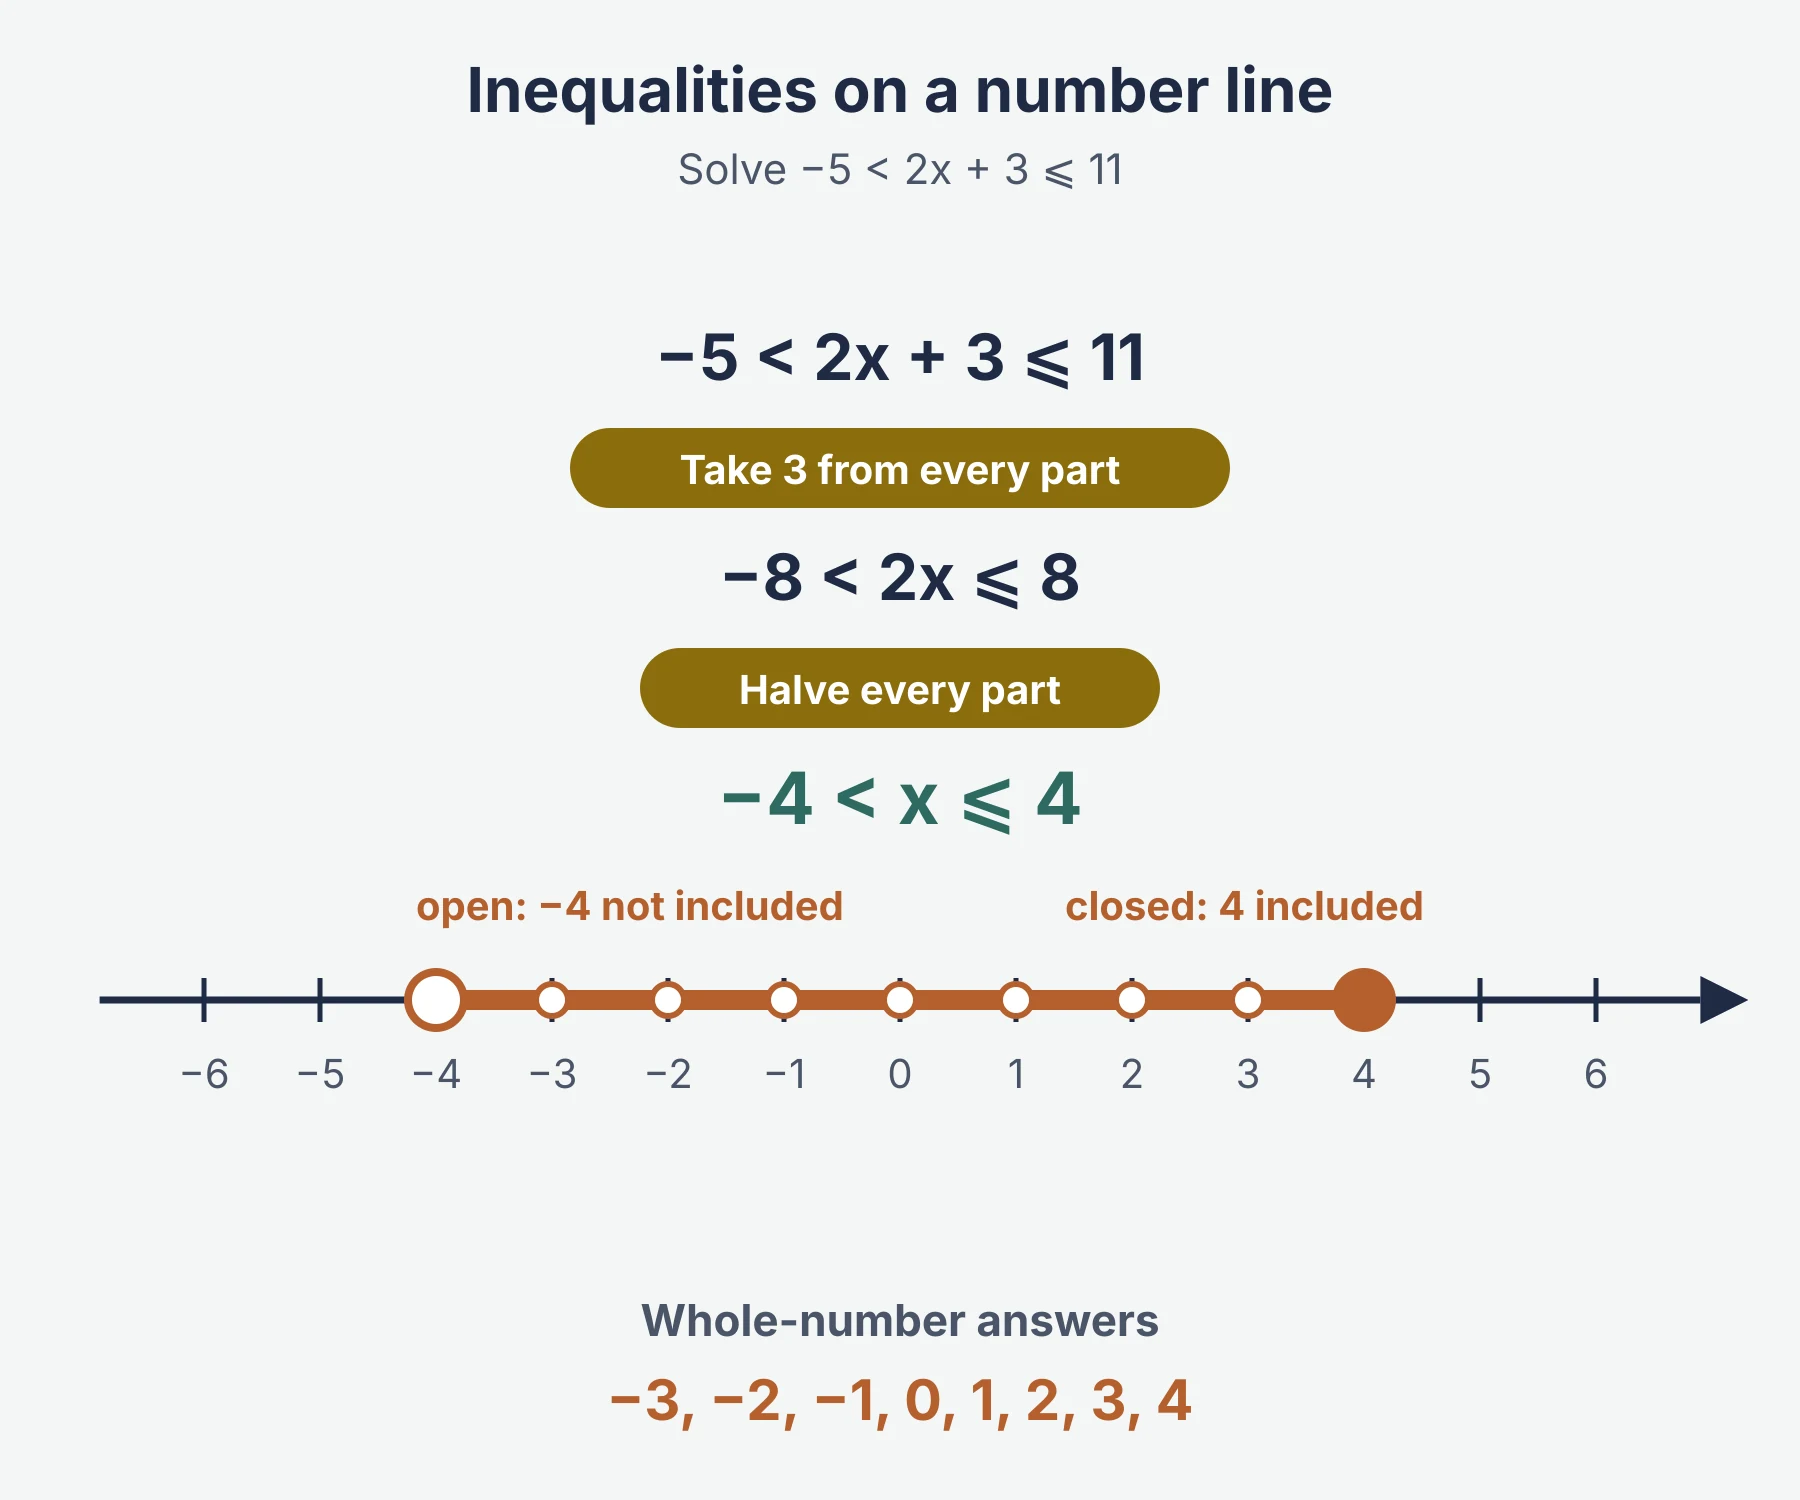 Inequalities on a number line
Solve −5 < 2x + 3 ⩽ 11
−5 < 2x + 3 ⩽ 11
Take 3 from every part
−8 < 2x ⩽ 8
Halve every part
−4 < x ⩽ 4
open: −4 not included closed: 4 included
−6 −5 −4 −3 −2 −1 0 1 2 3 4 5 6
Whole-number answers
−3, −2, −1, 0, 1, 2, 3, 4